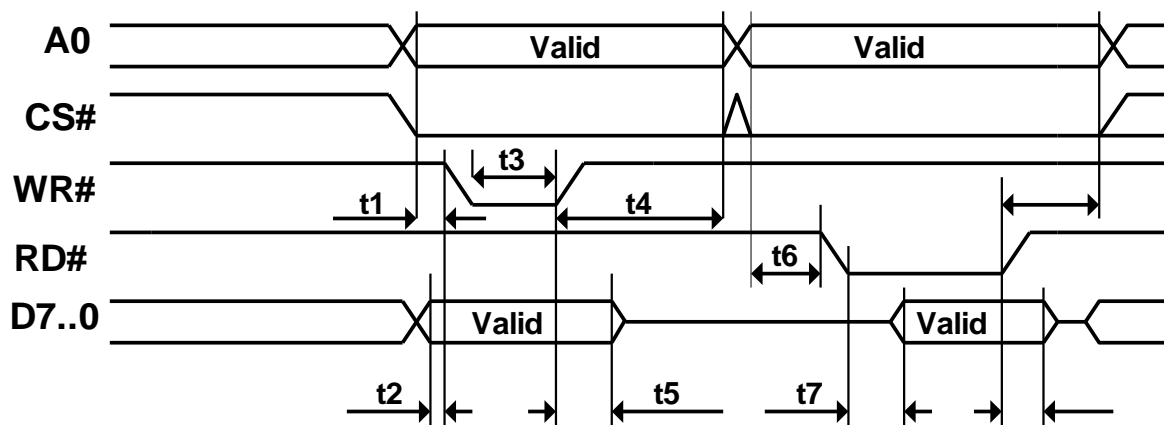 A0 Valid Valid
CS#
WR# t3
t1 t4
RD# t6
D7..0 Valid Valid
t2 t5 t7